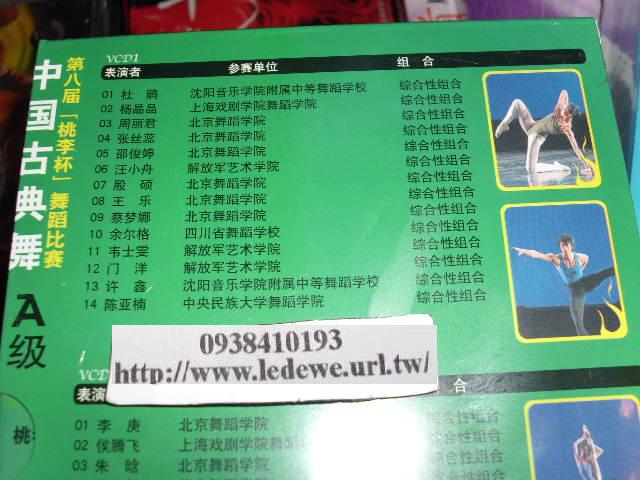 第八届「桃李杯」舞蹈比赛
中国古典舞
A级
VCD1
表演者 参赛单位 组合
01 杜鹃 沈阳音乐学院附属中等舞蹈学校 综合性组合
02 杨晶晶 上海戏剧学院舞蹈学院 综合性组合
03 周丽君 北京舞蹈学院 综合性组合
04 张丝蕊 北京舞蹈学院 综合性组合
05 邵俊婷 北京舞蹈学院 综合性组合
06 汪小舟 解放军艺术学院 综合性组合
07 殷硕 北京舞蹈学院 综合性组合
08 王乐 北京舞蹈学院 综合性组合
09 蔡梦娜 北京舞蹈学院 综合性组合
10 余尔格 四川省舞蹈学校 综合性组合
11 韦士雯 解放军艺术学院 综合性组合
12 门洋 解放军艺术学院 综合性组合
13 许鑫 沈阳音乐学院附属中等舞蹈学校 综合性组合
14 陈亚楠 中央民族大学舞蹈学院 综合性组合
0938410193
http://www.ledewe.url.tw/
VCD
表演 合
01 李庚 北京舞蹈学院 综合性组合
02 侯腾飞 上海戏剧学院舞蹈 综合性组合
03 朱晗 北京舞蹈学院 综合性组合
桃